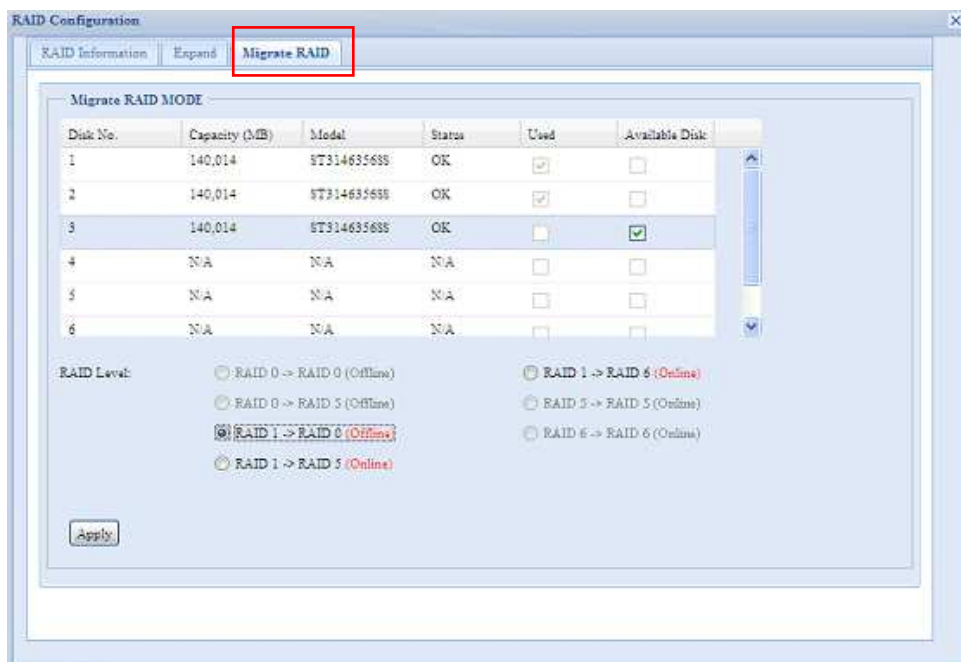 RAID Configuration
RAID Information Expand Migrate RAID
Migrate RAID MODE
Disk No. Capacity (MB) Model Status Used Available Disk
1 140,014 ST3146356SS OK
2 140,014 ST3146356SS OK
3 140,014 ST3146356SS OK
4 N/A N/A N/A
5 N/A N/A N/A
6 N/A N/A N/A
RAID Level: RAID 0 -> RAID 0 (Offline) RAID 1 -> RAID 6 (Online)
RAID 0 -> RAID 5 (Offline) RAID 5 -> RAID 5 (Online)
RAID 1 -> RAID 0 (Offline) RAID 6 -> RAID 6 (Online)
RAID 1 -> RAID 5 (Online)
Apply